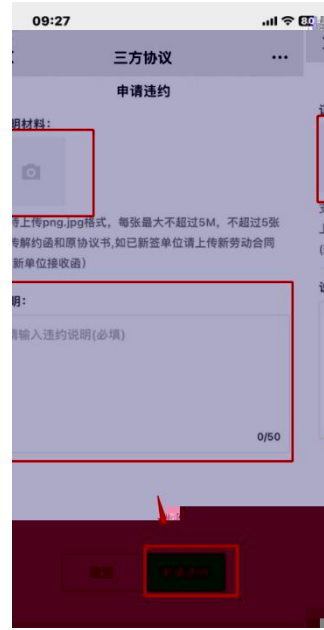 09:27
三方协议
申请违约
明材料:
持上传png.jpg格式，每张最大不超过5M，不超过5张
传解约函和原协议书,如已新签单位请上传新劳动合同
新单位接收函）
明:
请输入违约说明(必填)
0/50